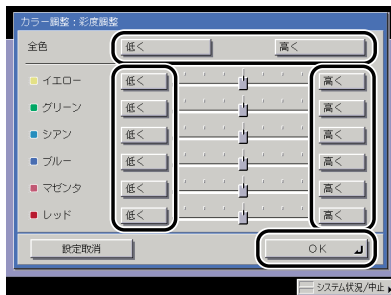 カラー調整：彩度調整
全色 低く 高く
イエロー 低く 高く
グリーン 低く 高く
シアン 低く 高く
ブルー 低く 高く
マゼンタ 低く 高く
レッド 低く 高く
設定取消 OK
システム状況/中止